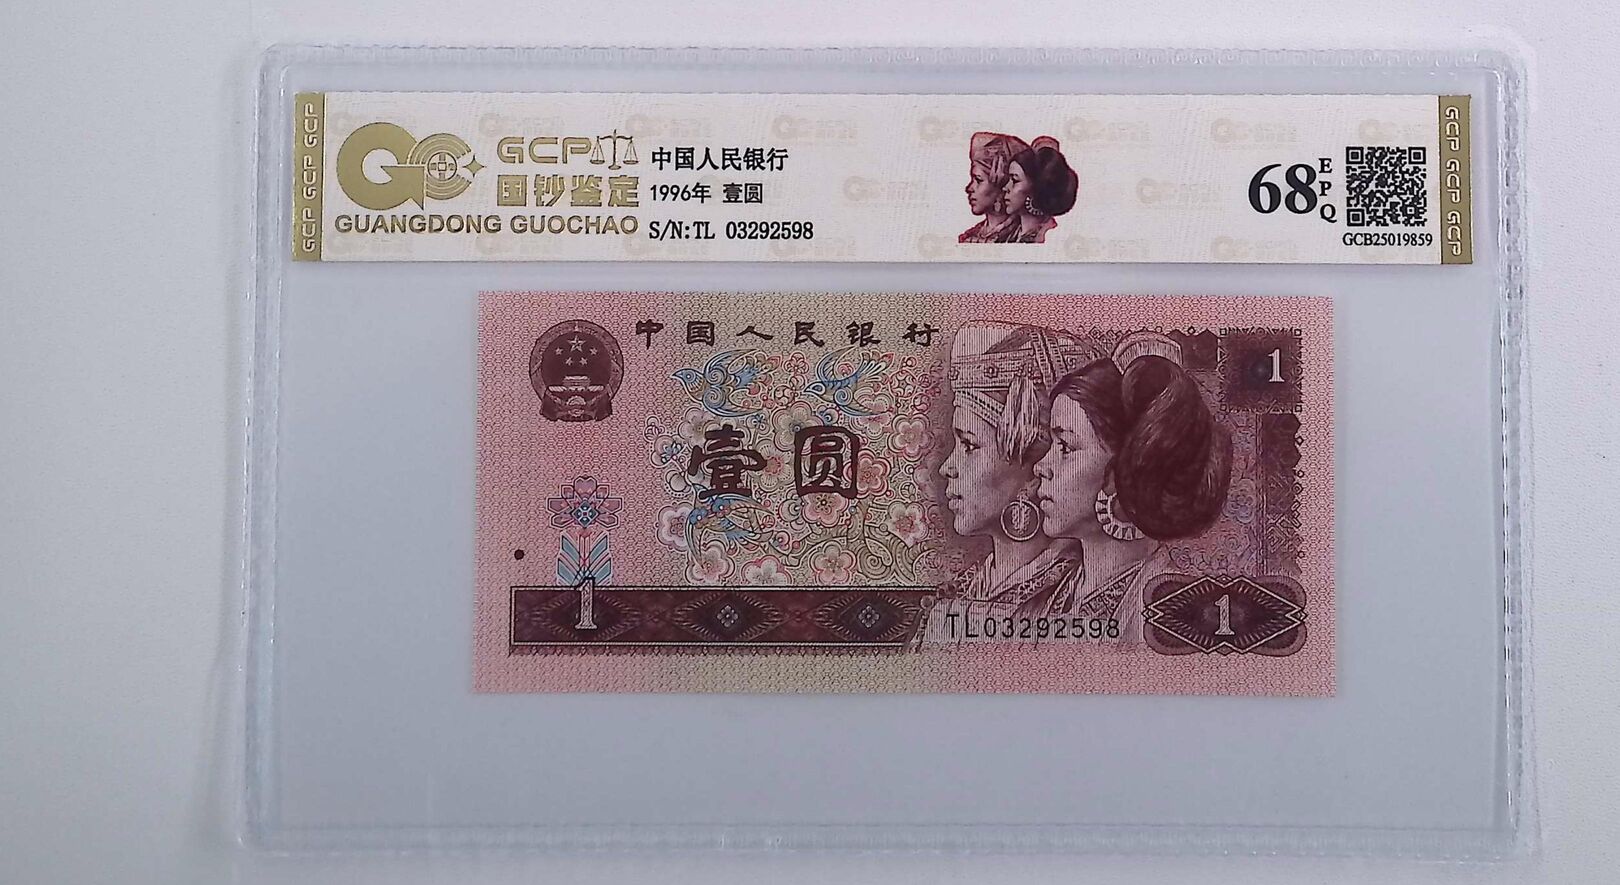 GCP GCP GCP
GCP
国钞鉴定
GUANGDONG GUOCHAO
中国人民银行
1996年 壹圆
S/N:TL 03292598
68 EPQ
GCB25019859
GCP GCP GCP
中国人民银行
1
壹圆
1
TL03292598
1